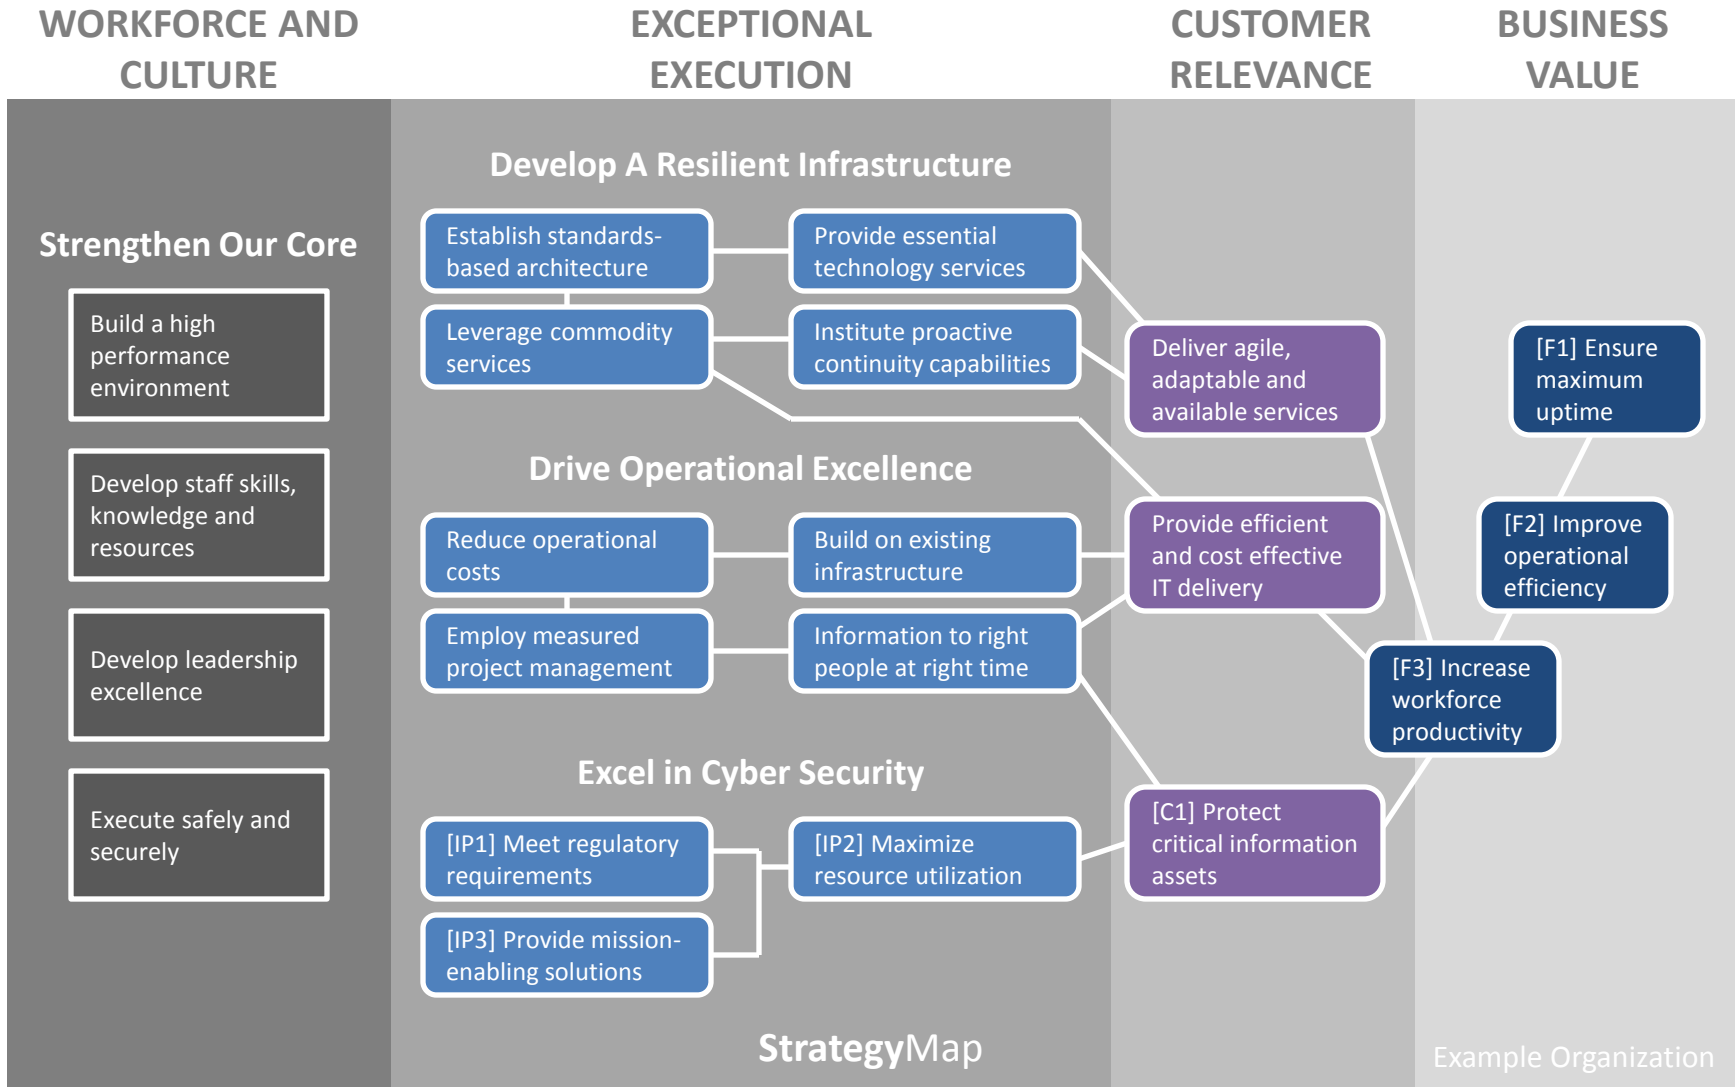 WORKFORCE AND
CULTURE
EXCEPTIONAL
EXECUTION
CUSTOMER
RELEVANCE
BUSINESS
VALUE
Strengthen Our Core
Build a high
performance
environment
Develop staff skills,
knowledge and
resources
Develop leadership
excellence
Execute safely and
securely
Develop A Resilient Infrastructure
Establish standards-
based architecture
Provide essential
technology services
Leverage commodity
services
Institute proactive
continuity capabilities
Drive Operational Excellence
Reduce operational
costs
Build on existing
infrastructure
Employ measured
project management
Information to right
people at right time
Excel in Cyber Security
[IP1] Meet regulatory
requirements
[IP2] Maximize
resource utilization
[IP3] Provide mission-
enabling solutions
Deliver agile,
adaptable and
available services
Provide efficient
and cost effective
IT delivery
[C1] Protect
critical information
assets
[F1] Ensure
maximum
uptime
[F2] Improve
operational
efficiency
[F3] Increase
workforce
productivity
StrategyMap
Example Organization